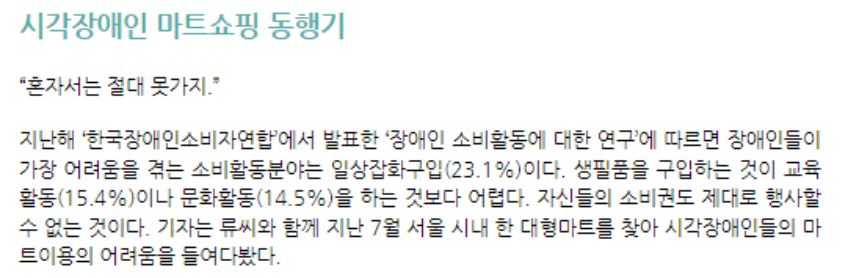 시각장애인 마트쇼핑 동행기
“혼자서는 절대 못가지.”
지난해 ‘한국장애인소비자연합’에서 발표한 ‘장애인 소비활동에 대한 연구’에 따르면 장애인들이
가장 어려움을 겪는 소비활동분야는 일상잡화구입(23.1%)이다. 생필품을 구입하는 것이 교육
활동(15.4%)이나 문화활동(14.5%)을 하는 것보다 어렵다. 자신들의 소비권도 제대로 행사할
수 없는 것이다. 기자는 류씨와 함께 지난 7월 서울 시내 한 대형마트를 찾아 시각장애인들의 마
트이용의 어려움을 들여다봤다.